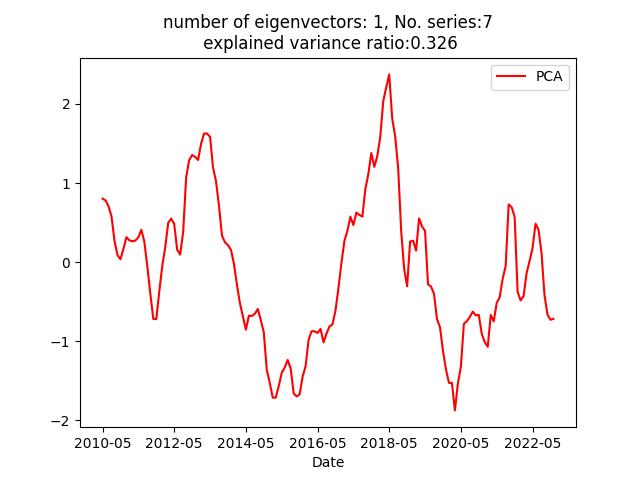 number of eigenvectors: 1, No. series:7
explained variance ratio:0.326
PCA
2
1
0
−1
−2
2010-05 2012-05 2014-05 2016-05 2018-05 2020-05 2022-05
Date